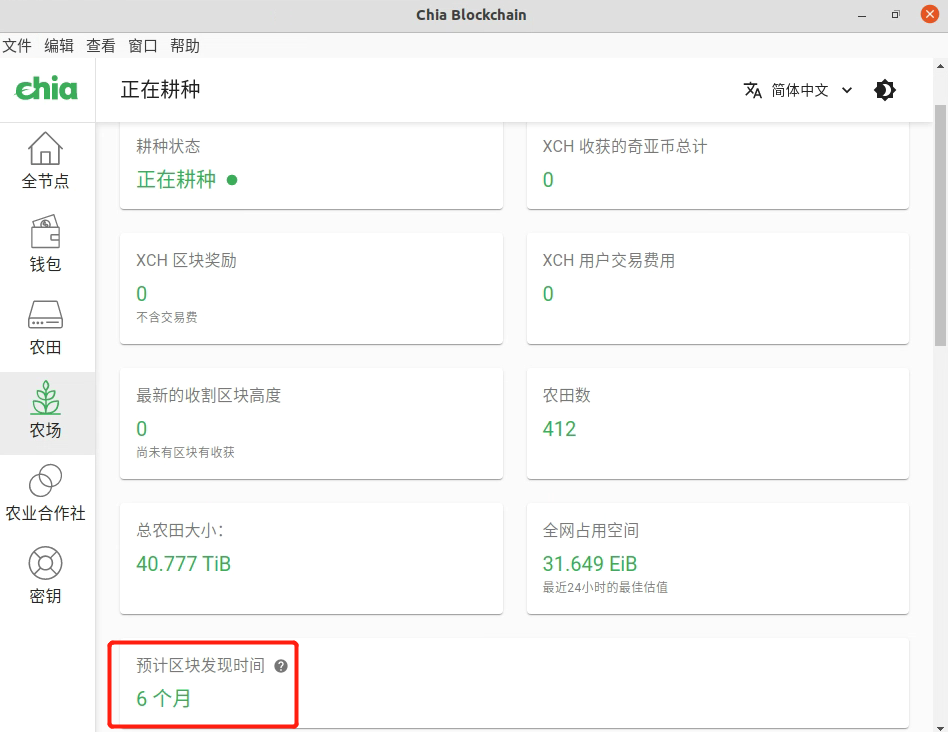 Chia Blockchain
文件 编辑 查看 窗口 帮助
chia
正在耕种
简体中文
全节点
钱包
农田
农场
农业合作社
密钥
耕种状态
正在耕种
XCH 收获的奇亚币总计
0
XCH 区块奖励
0
不含交易费
XCH 用户交易费用
0
最新的收割区块高度
0
尚未有区块有收获
农田数
412
总农田大小：
40.777 TiB
全网占用空间
31.649 EiB
最近24小时的最佳估值
预计区块发现时间 ?
6 个月